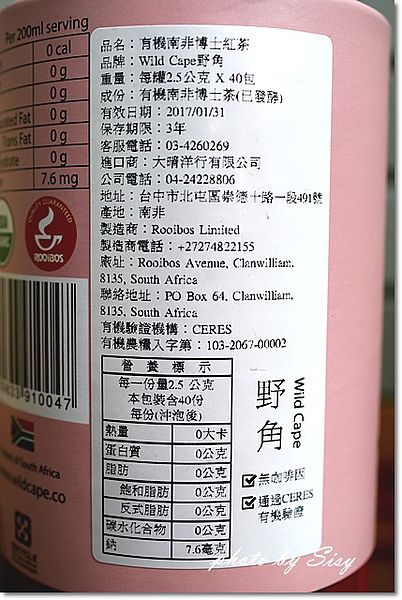 Per 200ml serving
0 cal
0 g
0 g
0 g
Trans Fat
0 g
0 g
7.6 mg
QUALITY GUARANTEED
ROOIBOS
910047
of South Africa
wildcape.co
品名：有機南非博士紅茶
品牌：Wild Cape野角
重量：每罐2.5公克 X 40包
成份：有機南非博士茶(已發酵)
有效日期：2017/01/31
保存期限：3年
客服電話：03-4260269
進口商：大晴洋行有限公司
公司電話：04-24228806
地址：台中市北屯區崇德十路一段491號
產地：南非
製造商：Rooibos Limited
製造商電話：+27274822155
廠址：Rooibos Avenue, Clanwilliam,
8135, South Africa
聯絡地址：PO Box 64, Clanwilliam,
8135, South Africa
有機驗證機構：CERES
有機農糧入字第：103-2067-00002
營養標示
每一份量2.5 公克
本包裝含40份
每份(沖泡後)
熱量 0大卡
蛋白質 0公克
脂肪 0公克
飽和脂肪 0公克
反式脂肪 0公克
碳水化合物 0公克
鈉 7.6毫克
野角
Wild Cape
無咖啡因
通過CERES
有機驗證
photo by Sisy